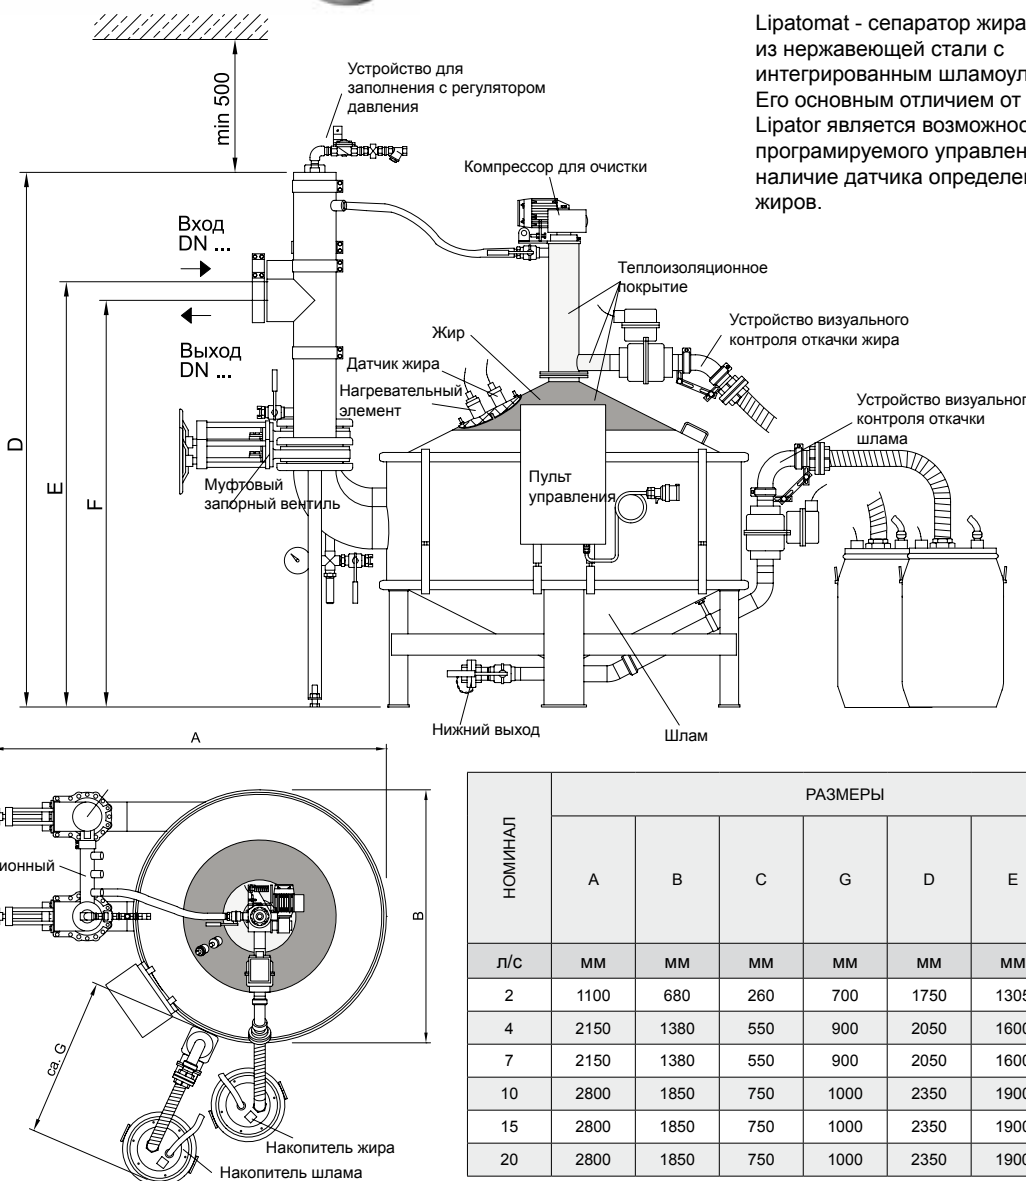 Lipatomat - сепаратор жира
из нержавеющей стали с
интегрированным шламоул
Его основным отличием от
Lipator является возможнос
програмируемого управлен
наличие датчика определе
жиров.
min 500
Устройство для
заполнения с регулятором
давления
Компрессор для очистки
Вход
DN ...
Выход
DN ...
Теплоизоляционное
покрытие
Устройство визуального
контроля откачки жира
Жир
Датчик жира
Нагревательный
элемент
Устройство визуальног
контроля откачки
шлама
Муфтовый
запорный вентиль
Пульт
управления
D
E
F
Нижний выход
Шлам
A
B
ционный
ca. G
Накопитель жира
Накопитель шлама
НОМИНАЛ РАЗМЕРЫ
A B C G D E
л/с мм мм мм мм мм мм
2 1100 680 260 700 1750 1305
4 2150 1380 550 900 2050 1600
7 2150 1380 550 900 2050 1600
10 2800 1850 750 1000 2350 1900
15 2800 1850 750 1000 2350 1900
20 2800 1850 750 1000 2350 1900